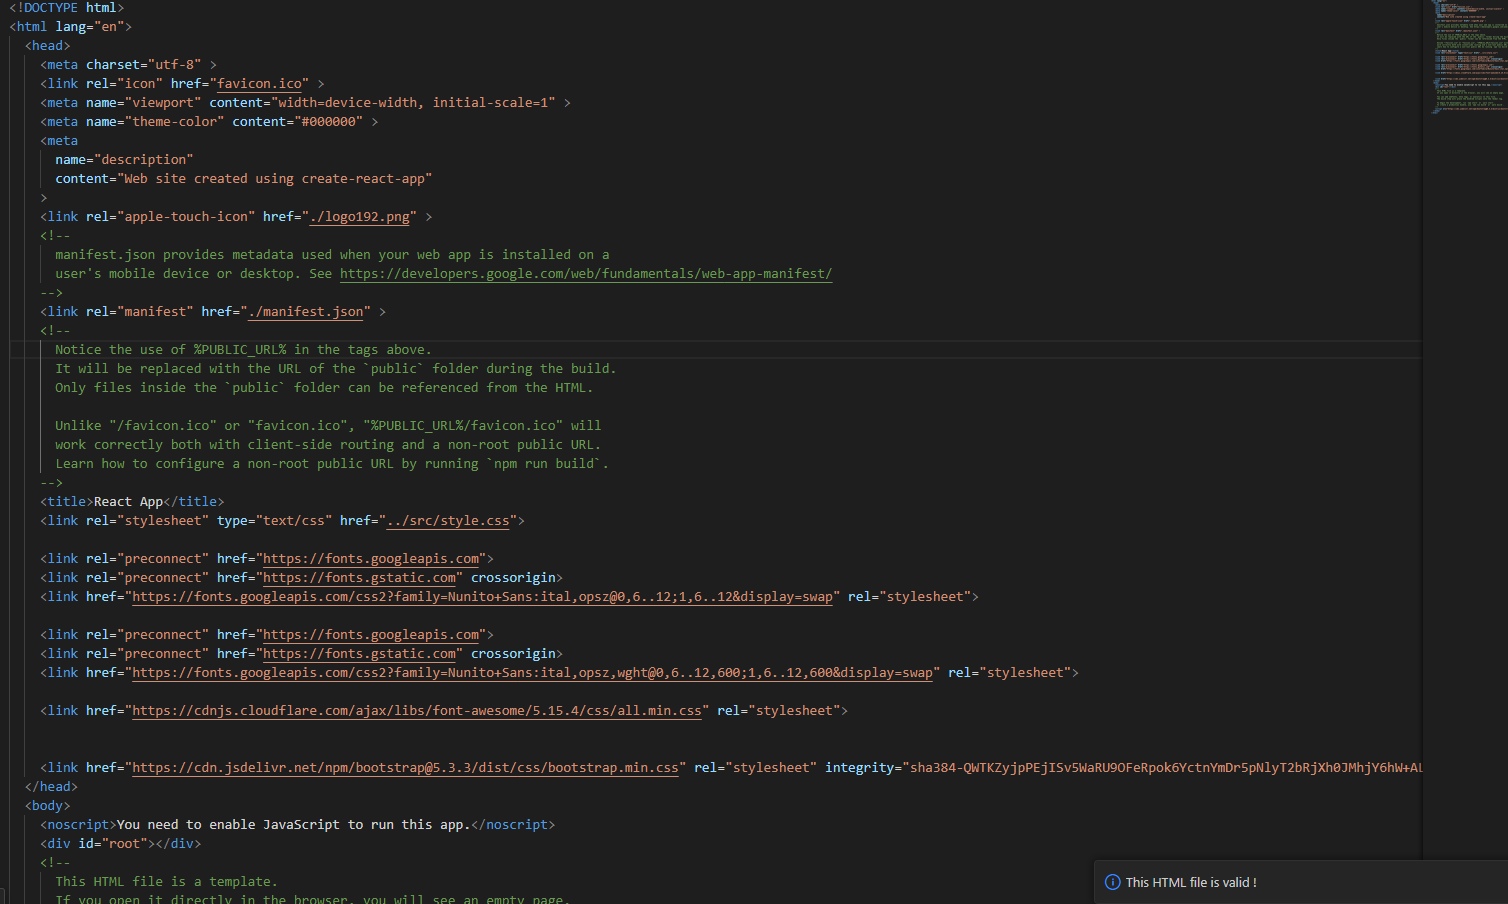 <!DOCTYPE html>
<html lang="en">
<head>
<meta charset="utf-8" >
<link rel="icon" href="favicon.ico" >
<meta name="viewport" content="width=device-width, initial-scale=1" >
<meta name="theme-color" content="#000000" >
<meta
name="description"
content="Web site created using create-react-app"
>
<link rel="apple-touch-icon" href="./logo192.png" >
<!--
manifest.json provides metadata used when your web app is installed on a
user's mobile device or desktop. See https://developers.google.com/web/fundamentals/web-app-manifest/
-->
<link rel="manifest" href="./manifest.json" >
<!--
Notice the use of %PUBLIC_URL% in the tags above.
It will be replaced with the URL of the `public` folder during the build.
Only files inside the `public` folder can be referenced from the HTML.
Unlike "/favicon.ico" or "favicon.ico", "%PUBLIC_URL%/favicon.ico" will
work correctly both with client-side routing and a non-root public URL.
Learn how to configure a non-root public URL by running `npm run build`.
-->
<title>React App</title>
<link rel="stylesheet" type="text/css" href="../src/style.css">
<link rel="preconnect" href="https://fonts.googleapis.com">
<link rel="preconnect" href="https://fonts.gstatic.com" crossorigin>
<link href="https://fonts.googleapis.com/css2?family=Nunito+Sans:ital,opsz@0,6..12;1,6..12&display=swap" rel="stylesheet">
<link rel="preconnect" href="https://fonts.googleapis.com">
<link rel="preconnect" href="https://fonts.gstatic.com" crossorigin>
<link href="https://fonts.googleapis.com/css2?family=Nunito+Sans:ital,opsz,wght@0,6..12,600;1,6..12,600&display=swap" rel="stylesheet">
<link href="https://cdnjs.cloudflare.com/ajax/libs/font-awesome/5.15.4/css/all.min.css" rel="stylesheet">
<link href="https://cdn.jsdelivr.net/npm/bootstrap@5.3.3/dist/css/bootstrap.min.css" rel="stylesheet" integrity="sha384-QWTKZyjpPEjISv5WaRU9OFeRpok6YctnYmDr5pNlyT2bRjXh0JMhjY6hW+AL
</head>
<body>
<noscript>You need to enable JavaScript to run this app.</noscript>
<div id="root"></div>
<!--
This HTML file is a template.
If you open it directly in the browser, you will see an empty page.
This HTML file is valid !